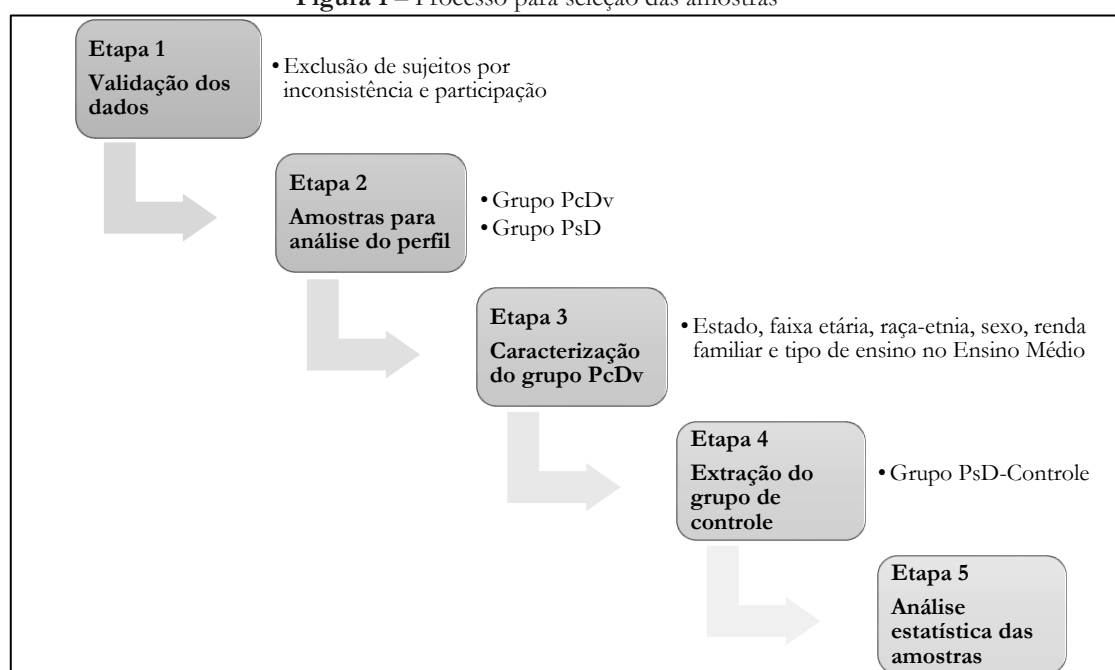 Figura 1 – Processo para seleção das amostras
Etapa 1
Validação dos
dados
• Exclusão de sujeitos por
inconsistência e participação
Etapa 2
Amostras para
análise do perfil
• Grupo PcDv
• Grupo PsD
Etapa 3
Caracterização
do grupo PcDv
• Estado, faixa etária, raça-etnia, sexo, renda
familiar e tipo de ensino no Ensino Médio
Etapa 4
Extração do
grupo de
controle
• Grupo PsD-Controle
Etapa 5
Análise
estatística das
amostras